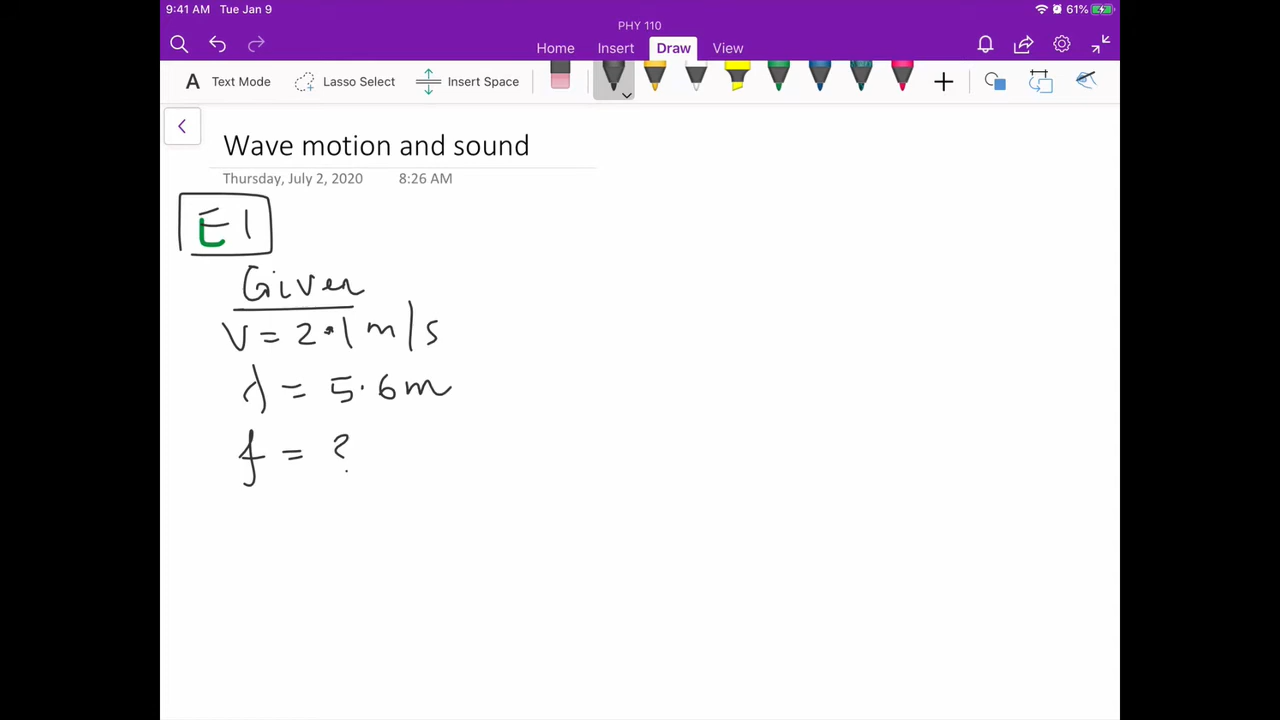 9:41 AM Tue Jan 9 61%
PHY 110
Home Insert Draw View
A Text Mode Lasso Select Insert Space
Wave motion and sound
Thursday, July 2, 2020 8:26 AM
E1
Given
v = 2.1 m/s
λ = 5.6m
f = ?